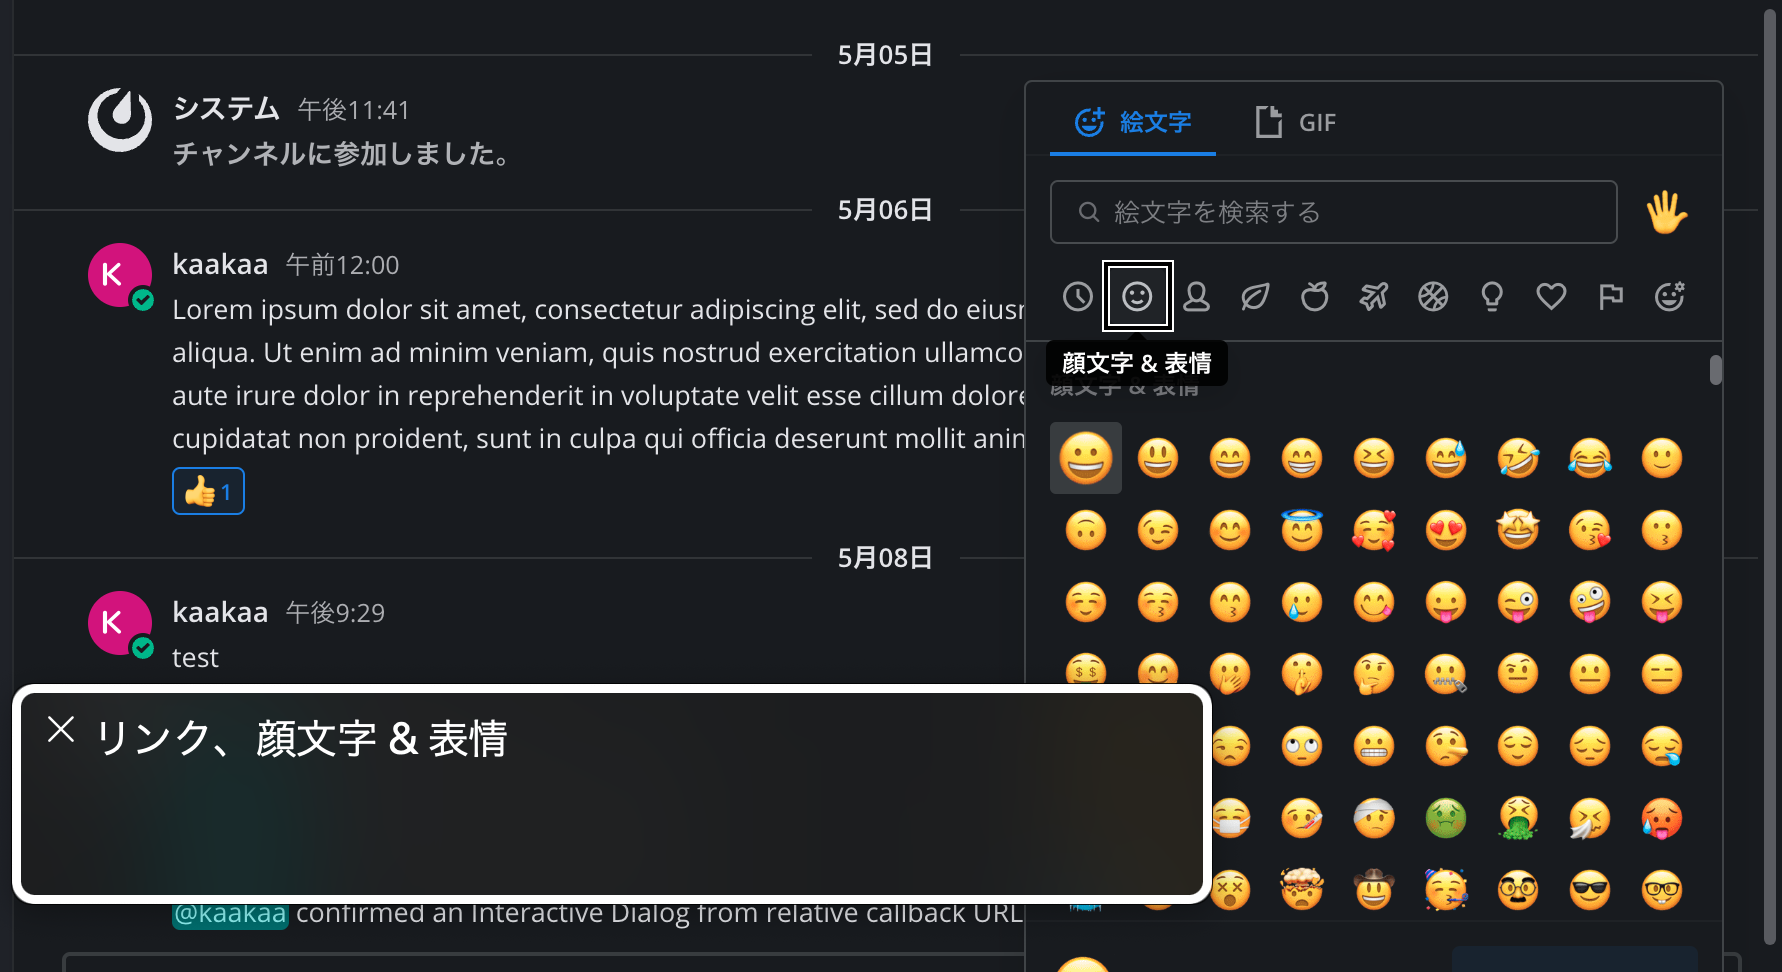 5月05日
システム 午後11:41
チャンネルに参加しました。
5月06日
kaakaa 午前12:00
Lorem ipsum dolor sit amet, consectetur adipiscing elit, sed do eiusm
aliqua. Ut enim ad minim veniam, quis nostrud exercitation ullamco
aute irure dolor in reprehenderit in voluptate velit esse cillum dolore
cupidatat non proident, sunt in culpa qui officia deserunt mollit anim
1
5月08日
kaakaa 午後9:29
test
@kaakaa confirmed an Interactive Dialog from relative callback URL
絵文字 GIF
絵文字を検索する
顔文字 & 表情
顔文字 & 表情
リンク、顔文字 & 表情